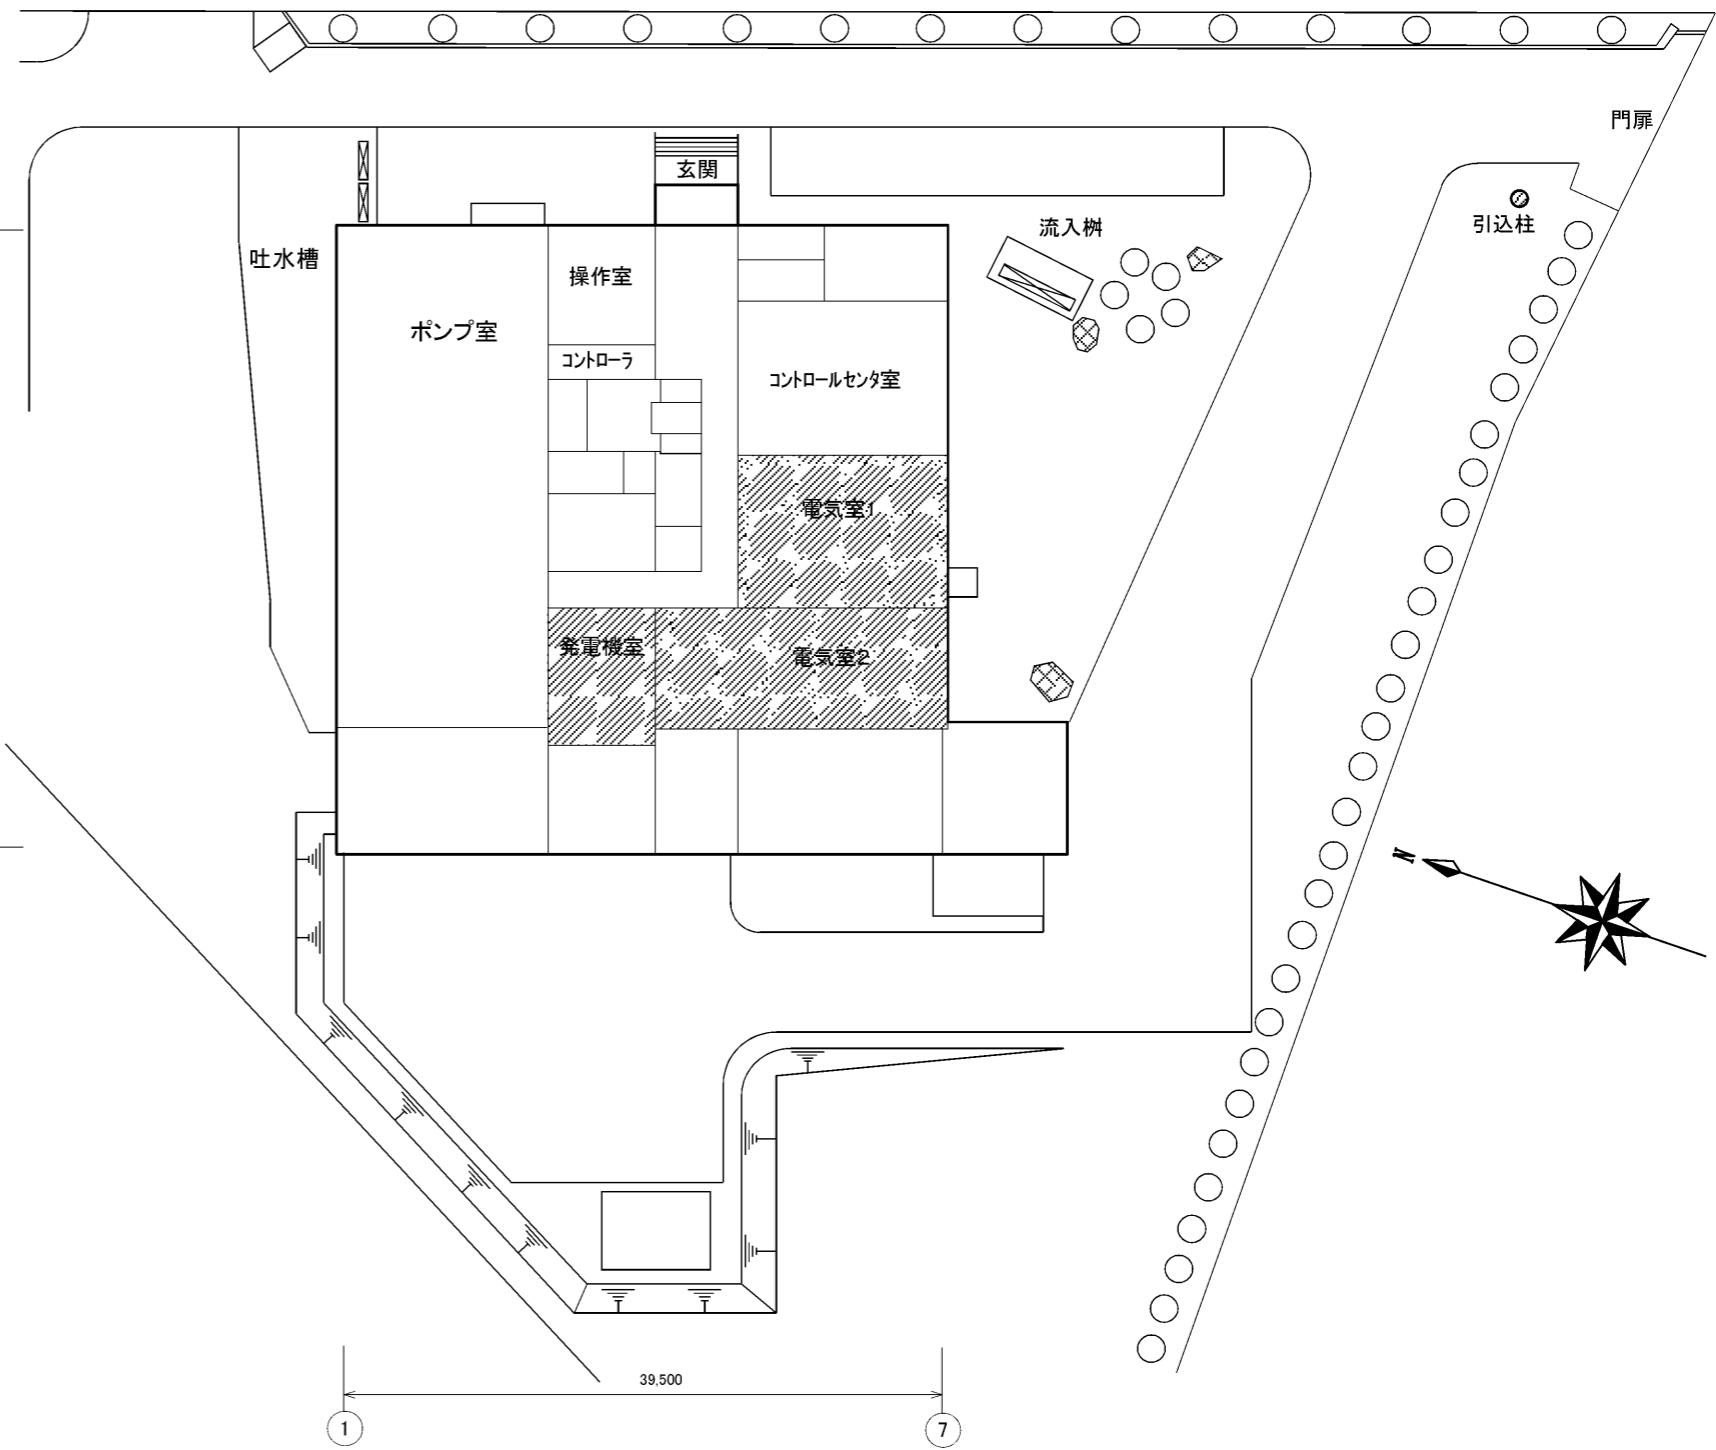 門扉
玄関
引込柱
流入桝
吐水槽
操作室
ポンプ室
コントローラ
コントロールセンタ室
電気室1
発電機室
電気室2
N
39,500
1
7